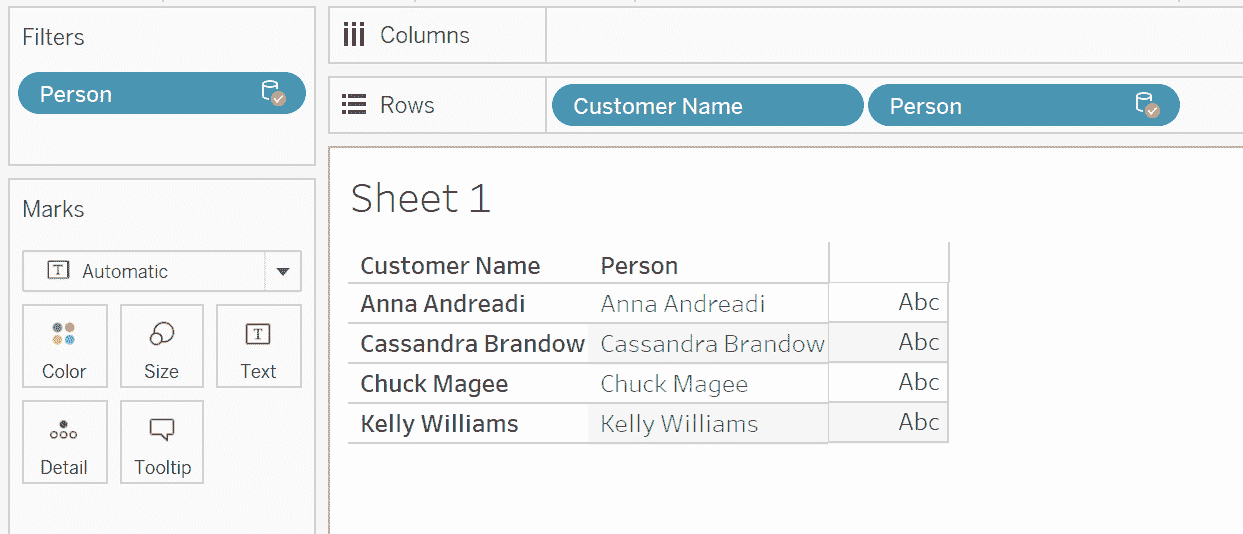 Filters
Person
Columns
Rows
Customer Name Person
Marks
T Automatic
Color Size T Text
Detail Tooltip
Sheet 1
Customer Name Person
Anna Andreadi Anna Andreadi Abc
Cassandra Brandow Cassandra Brandow Abc
Chuck Magee Chuck Magee Abc
Kelly Williams Kelly Williams Abc